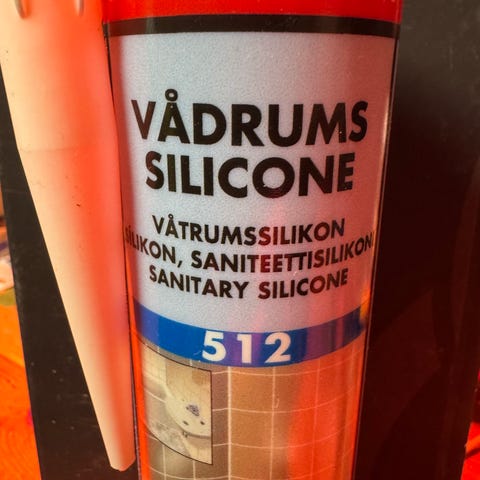 VÅDRUMS
SILICONE
VÅTRUMSSILIKON
SILIKON, SANITEETTISILIKONI
SANITARY SILICONE
512